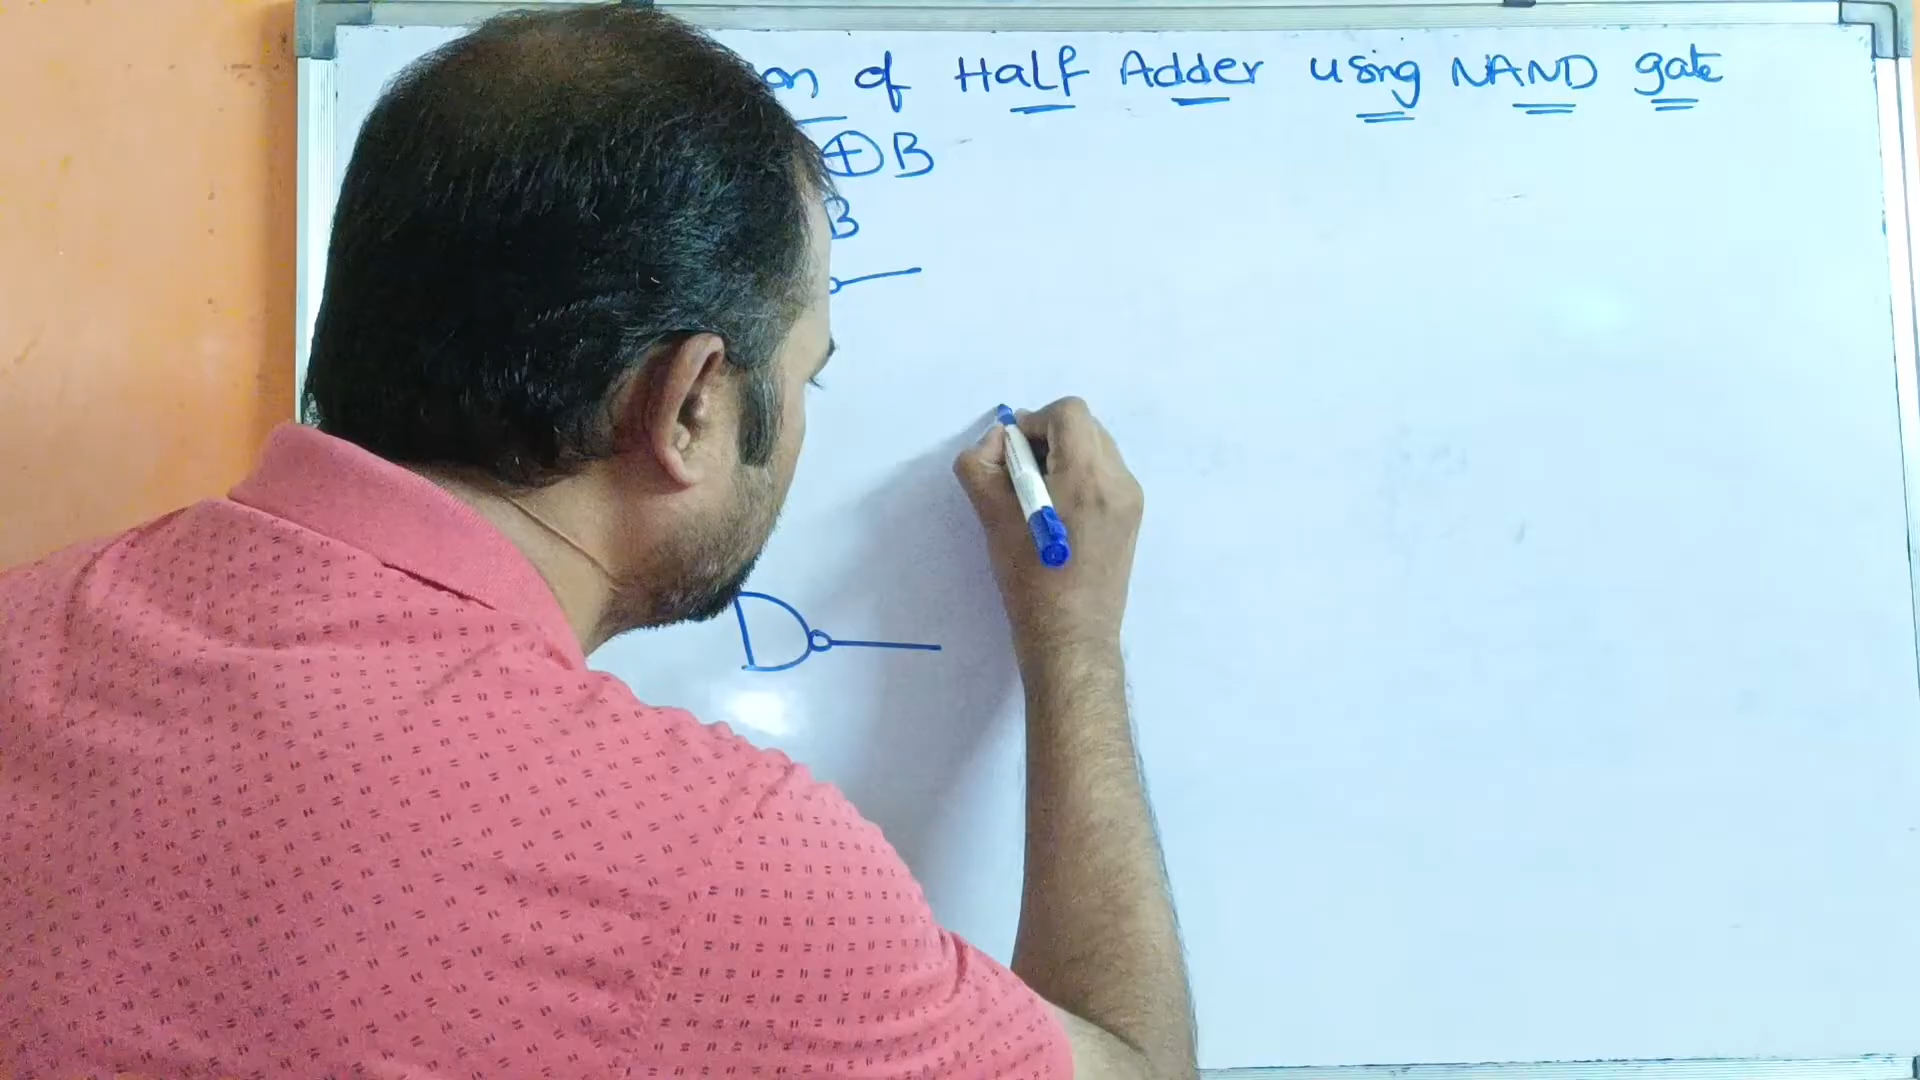 on of Half Adder using NAND gate
⊕ B
B